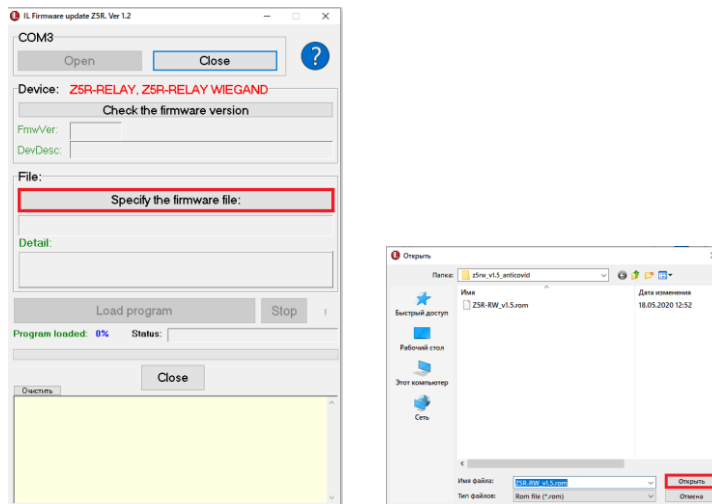 IL Firmware update Z5R. Ver 1.2
COM3
Open Close
Device: Z5R-RELAY, Z5R-RELAY WIEGAND
Check the firmware version
FmwVer:
DevDesc:
File:
Specify the firmware file:
Detail:
Load program Stop !
Program loaded: 0% Status:
Close
Очистить
Открыть
Папка: z5rw_v1.5_anticovid
Имя Дата изменения
Z5R-RW_v1.5.rom 18.05.2020 12:52
Быстрый доступ
Рабочий стол
Этот компьютер
Сеть
Имя файла: Z5R-RW_v1.5.rom Открыть
Тип файлов: Rom file (*.rom) Отмена